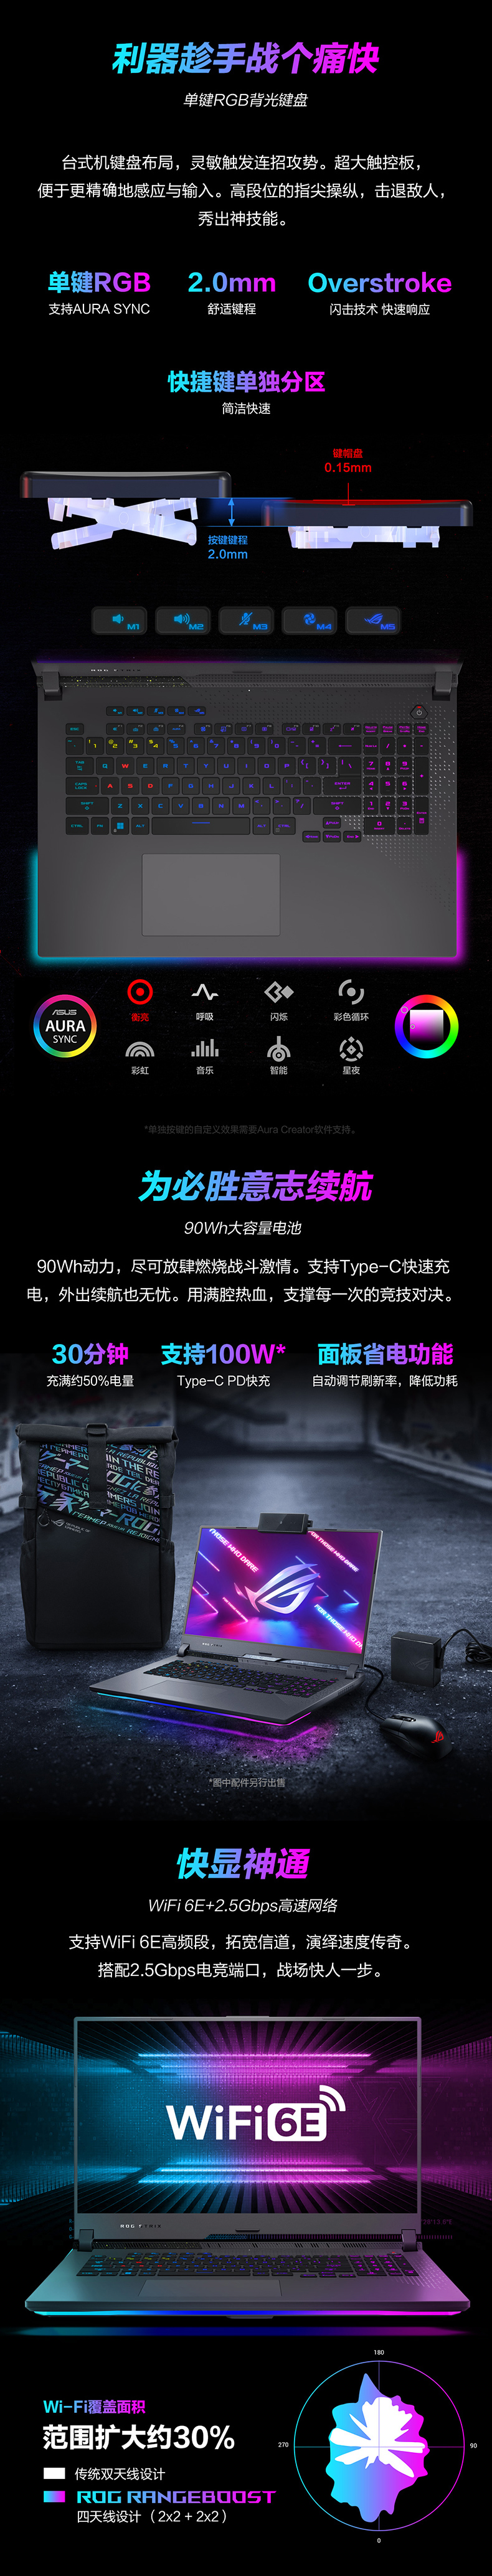 利器趁手战个痛快
单键RGB背光键盘
台式机键盘布局，灵敏触发连招攻势。超大触控板，
便于更精确地感应与输入。高段位的指尖操纵，击退敌人，
秀出神技能。
单键RGB 2.0mm Overstroke
支持AURA SYNC 舒适键程 闪击技术 快速响应
快捷键单独分区
简洁快速
键帽盘
0.15mm
按键键程
2.0mm
M1 M2 M3 M4 M5
ASUS
AURA
SYNC
恒亮 呼吸 闪烁 彩色循环
彩虹 音乐 智能 星夜
*单独按键的自定义效果需要Aura Creator软件支持。
为必胜意志续航
90Wh大容量电池
90Wh动力，尽可放肆燃烧战斗激情。支持Type-C快速充
电，外出续航也无忧。用满腔热血，支撑每一次的竞技对决。
30分钟 支持100W* 面板省电功能
充满约50%电量 Type-C PD快充 自动调节刷新率，降低功耗
FOR THOSE WHO DARE
*图中配件另行出售
快显神通
WiFi 6E+2.5Gbps高速网络
支持WiFi 6E高频段，拓宽信道，演绎速度传奇。
搭配2.5Gbps电竞端口，战场快人一步。
WiFi 6E
180
Wi-Fi覆盖面积
范围扩大约30%
270 90
传统双天线设计
ROG RANGEBOOST
四天线设计（2x2 + 2x2）
0